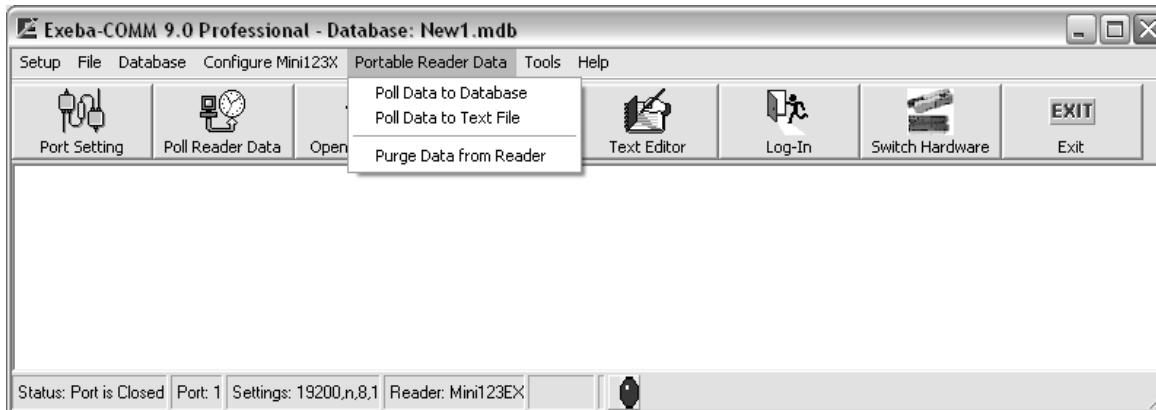 Exeba-COMM 9.0 Professional - Database: New1.mdb
Setup File Database Configure Mini123X Portable Reader Data Tools Help
Poll Data to Database
Poll Data to Text File
Purge Data from Reader
Port Setting Poll Reader Data Open Text Editor Log-In Switch Hardware EXIT Exit
Status: Port is Closed Port: 1 Settings: 19200,n,8,1 Reader: Mini123EX